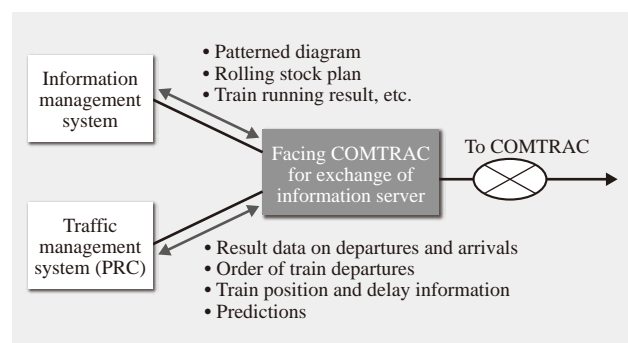 • Patterned diagram
• Rolling stock plan
• Train running result, etc.
Information
management
system
Facing COMTRAC
for exchange of
information server
To COMTRAC
Traffic
management
system (PRC)
• Result data on departures and arrivals
• Order of train departures
• Train position and delay information
• Predictions